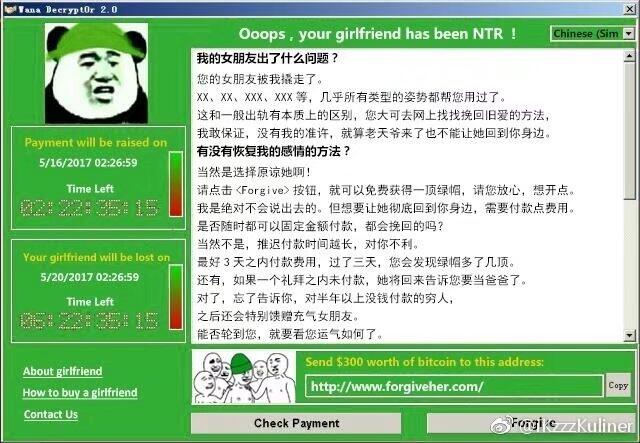 Wana Decrypt0r 2.0
Ooops , your girlfriend has been NTR ！
Chinese (Sim
我的女朋友出了什么问题？
您的女朋友被我撬走了。
XX、XX、XXX、XXX 等，几乎所有类型的姿势都帮您用过了。
这和一般出轨有本质上的区别，您大可去网上找找挽回旧爱的方法，
我敢保证，没有我的准许，就算老天爷来了也不能让她回到你身边。
有没有恢复我的感情的方法？
当然是选择原谅她啊！
请点击<Forgive>按钮，就可以免费获得一顶绿帽，请您放心，想开点。
我是绝对不会说出去的。但想要让她彻底回到你身边，需要付款点费用。
是否随时都可以固定金额付款，都会挽回的吗？
当然不是，推迟付款时间越长，对你不利。
最好 3 天之内付款费用，过了三天，您会发现绿帽多了几顶。
还有，如果一个礼拜之内未付款，她将回来告诉您要当爸爸了。
对了，忘了告诉你，对半年以上没钱付款的穷人，
之后还会特别馈赠充气女朋友。
能否轮到您，就要看您运气如何了。
Payment will be raised on
5/16/2017 02:26:59
Time Left
02:22:35:15
Your girlfriend will be lost on
5/20/2017 02:26:59
Time Left
06:22:35:15
About girlfriend
How to buy a girlfriend
Contact Us
Send $300 worth of bitcoin to this address:
http://www.forgiveher.com/
Copy
Check Payment
Forgive